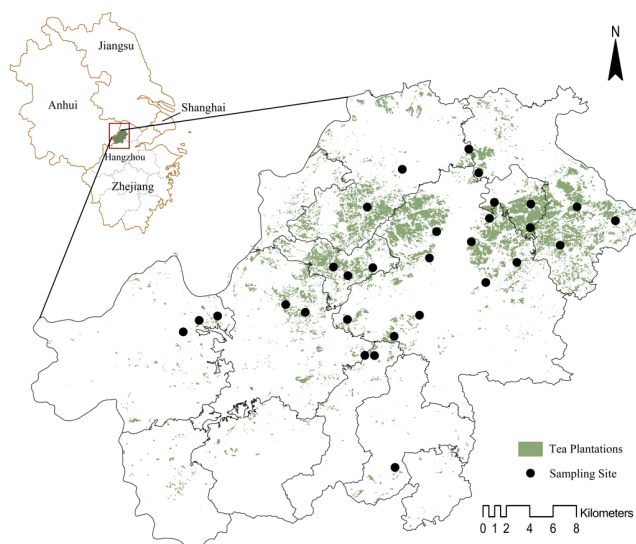 N
Jiangsu
Anhui
Shanghai
Hangzhou
Zhejiang
Tea Plantations
Sampling Site
Kilometers
0 1 2 4 6 8